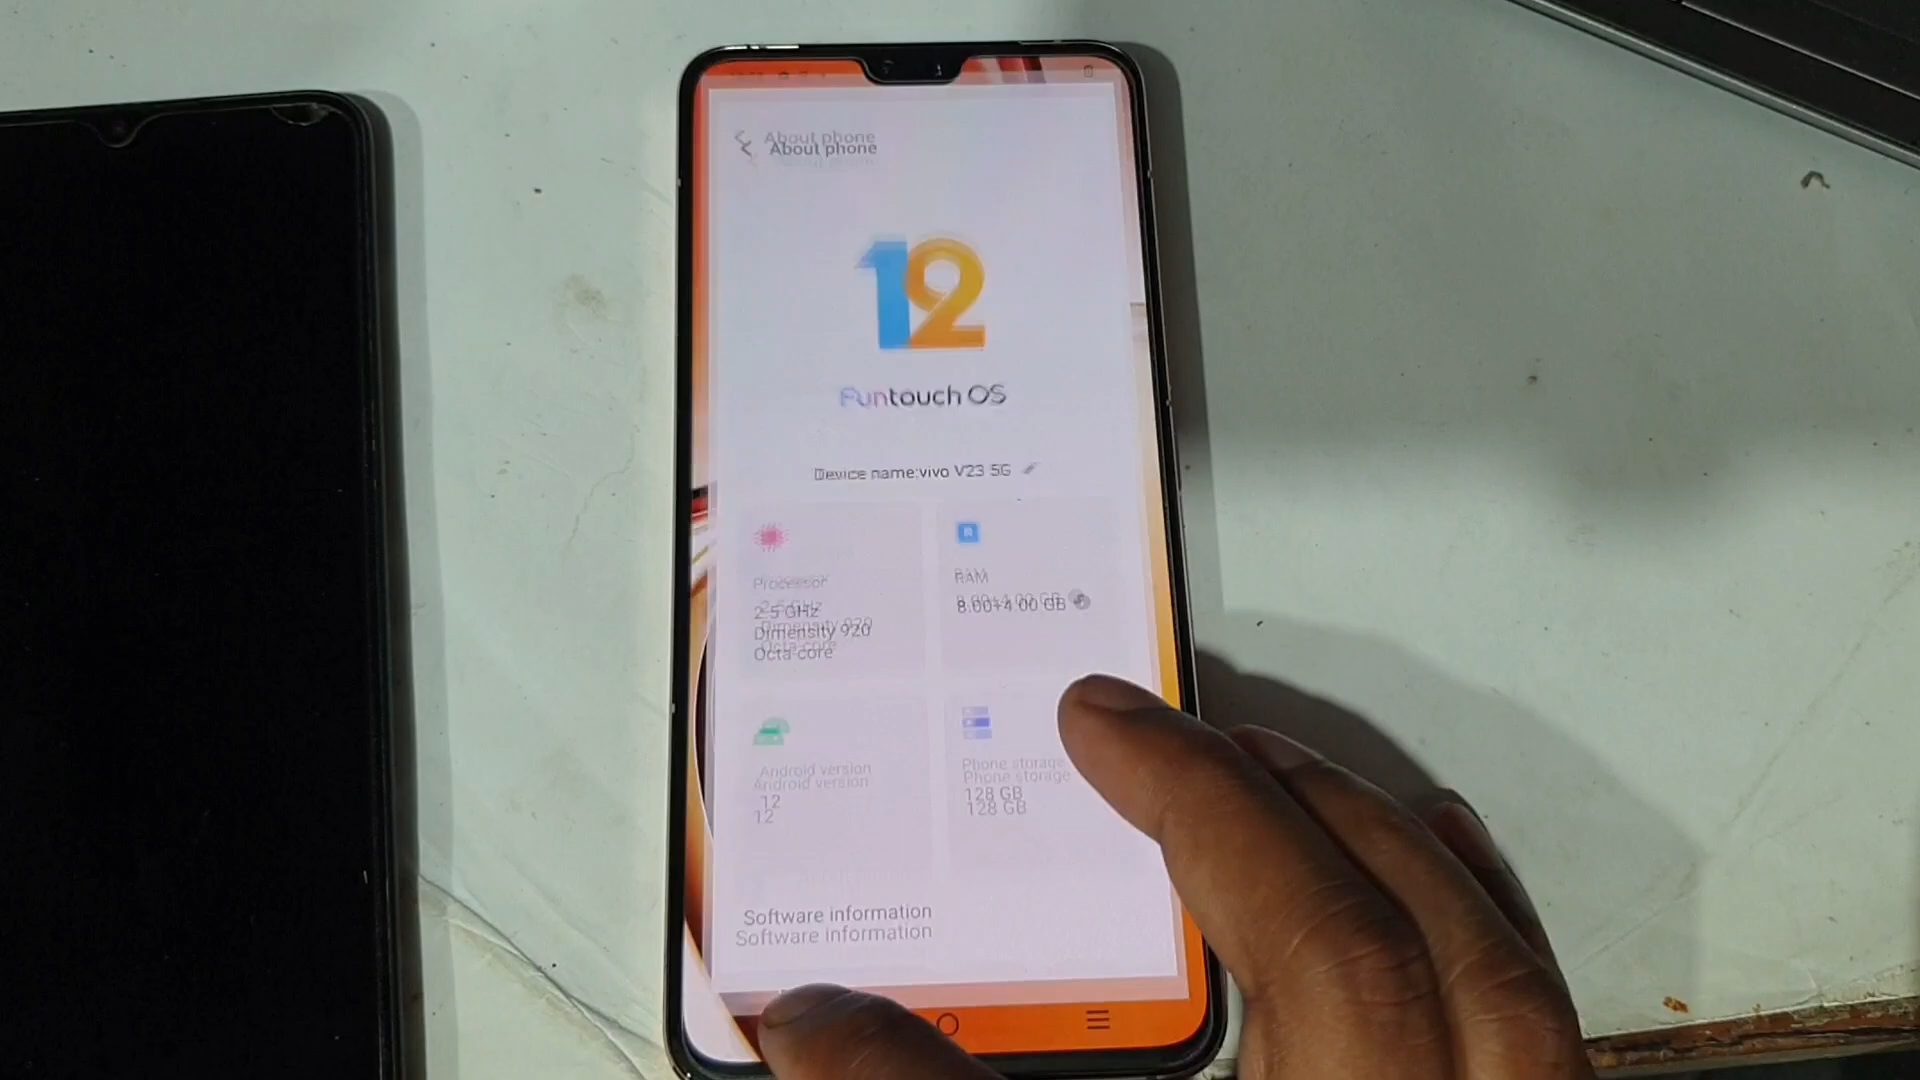 About phone
12
Funtouch OS
Device name:vivo V23 5G
Processor
2.5 GHz
Dimensity 920
Octa-core
R
RAM
8.00+4.00 GB
Android version
12
Phone storage
128 GB
Software information